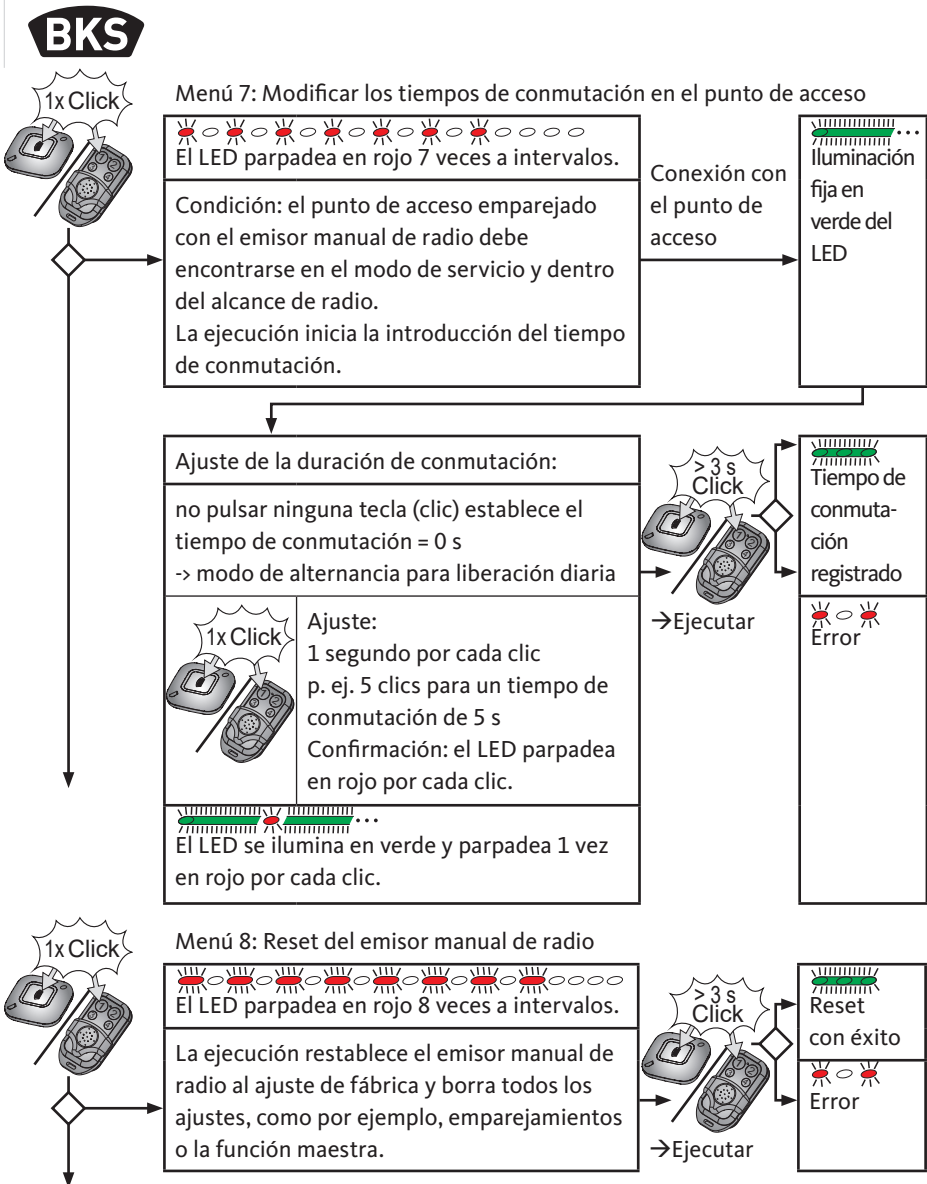 BKS
1x Click
Menú 7: Modificar los tiempos de conmutación en el punto de acceso
El LED parpadea en rojo 7 veces a intervalos.
Condición: el punto de acceso emparejado
con el emisor manual de radio debe
encontrarse en el modo de servicio y dentro
del alcance de radio.
La ejecución inicia la introducción del tiempo
de conmutación.
Conexión con
el punto de
acceso
Iluminación
fija en
verde del
LED
Ajuste de la duración de conmutación:
no pulsar ninguna tecla (clic) establece el
tiempo de conmutación = 0 s
-> modo de alternancia para liberación diaria
1x Click
Ajuste:
1 segundo por cada clic
p. ej. 5 clics para un tiempo de
conmutación de 5 s
Confirmación: el LED parpadea
en rojo por cada clic.
El LED se ilumina en verde y parpadea 1 vez
en rojo por cada clic.
> 3 s
Click
→Ejecutar
Tiempo de
conmuta-
ción
registrado
Error
1x Click
Menú 8: Reset del emisor manual de radio
El LED parpadea en rojo 8 veces a intervalos.
La ejecución restablece el emisor manual de
radio al ajuste de fábrica y borra todos los
ajustes, como por ejemplo, emparejamientos
o la función maestra.
> 3 s
Click
→Ejecutar
Reset
con éxito
Error